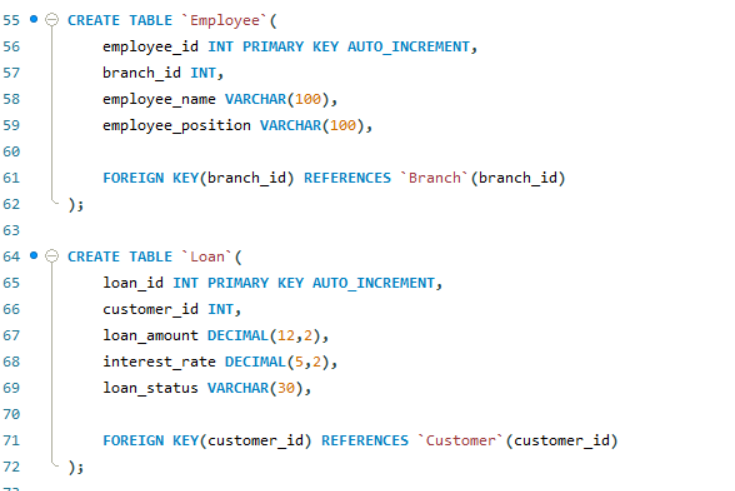 55 CREATE TABLE `Employee`(
56 employee_id INT PRIMARY KEY AUTO_INCREMENT,
57 branch_id INT,
58 employee_name VARCHAR(100),
59 employee_position VARCHAR(100),
60
61 FOREIGN KEY(branch_id) REFERENCES `Branch`(branch_id)
62 );
63
64 CREATE TABLE `Loan`(
65 loan_id INT PRIMARY KEY AUTO_INCREMENT,
66 customer_id INT,
67 loan_amount DECIMAL(12,2),
68 interest_rate DECIMAL(5,2),
69 loan_status VARCHAR(30),
70
71 FOREIGN KEY(customer_id) REFERENCES `Customer`(customer_id)
72 );